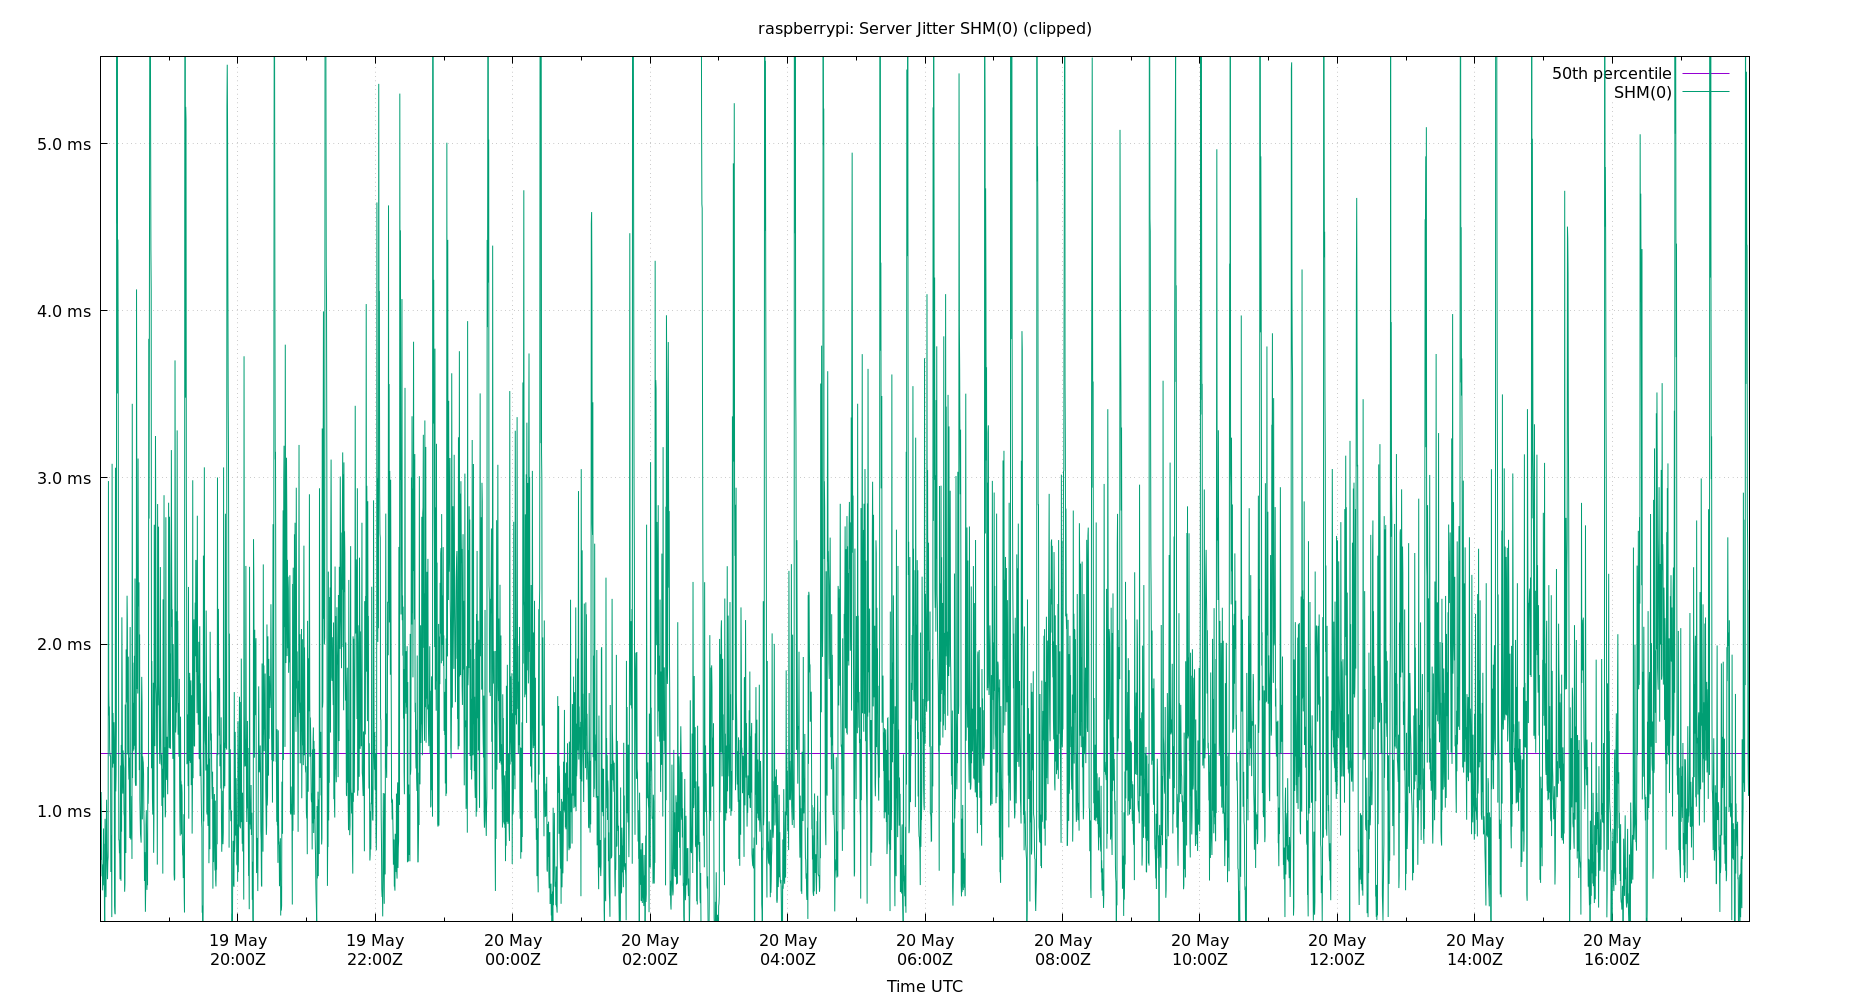 raspberrypi: Server Jitter SHM(0) (clipped)
50th percentile
SHM(0)
5.0 ms
4.0 ms
3.0 ms
2.0 ms
1.0 ms
19 May 19 May 20 May 20 May 20 May 20 May 20 May 20 May 20 May 20 May 20 May
20:00Z 22:00Z 00:00Z 02:00Z 04:00Z 06:00Z 08:00Z 10:00Z 12:00Z 14:00Z 16:00Z
Time UTC